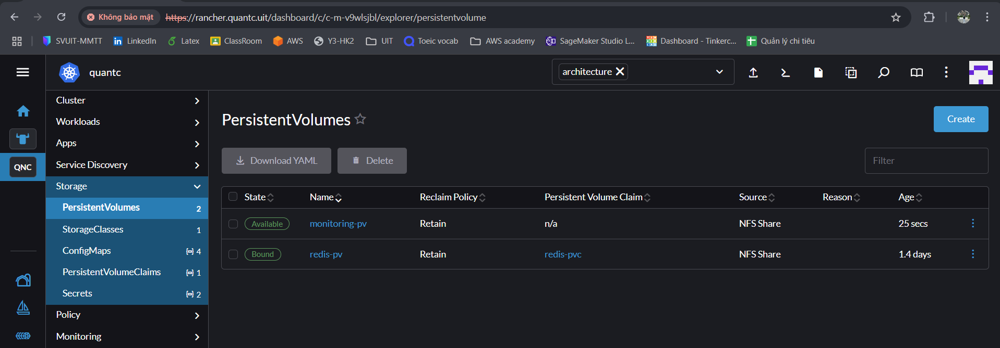 Không bảo mật https://rancher.quantc.uit/dashboard/c/c-m-v9wlsjbl/explorer/persistentvolume
SVUIT-MMTT LinkedIn Latex ClassRoom AWS Y3-HK2 UIT Toeic vocab AWS academy SageMaker Studio L... Dashboard - Tinkerc... Quản lý chi tiêu
quantc architecture
Cluster
Workloads
Apps
Service Discovery
Storage
PersistentVolumes 2
StorageClasses 1
ConfigMaps 4
PersistentVolumeClaims 1
Secrets 2
Policy
Monitoring
QNC
PersistentVolumes
Create
Download YAML Delete Filter
State Name Reclaim Policy Persistent Volume Claim Source Reason Age
Available monitoring-pv Retain n/a NFS Share 25 secs
Bound redis-pv Retain redis-pvc NFS Share 1.4 days